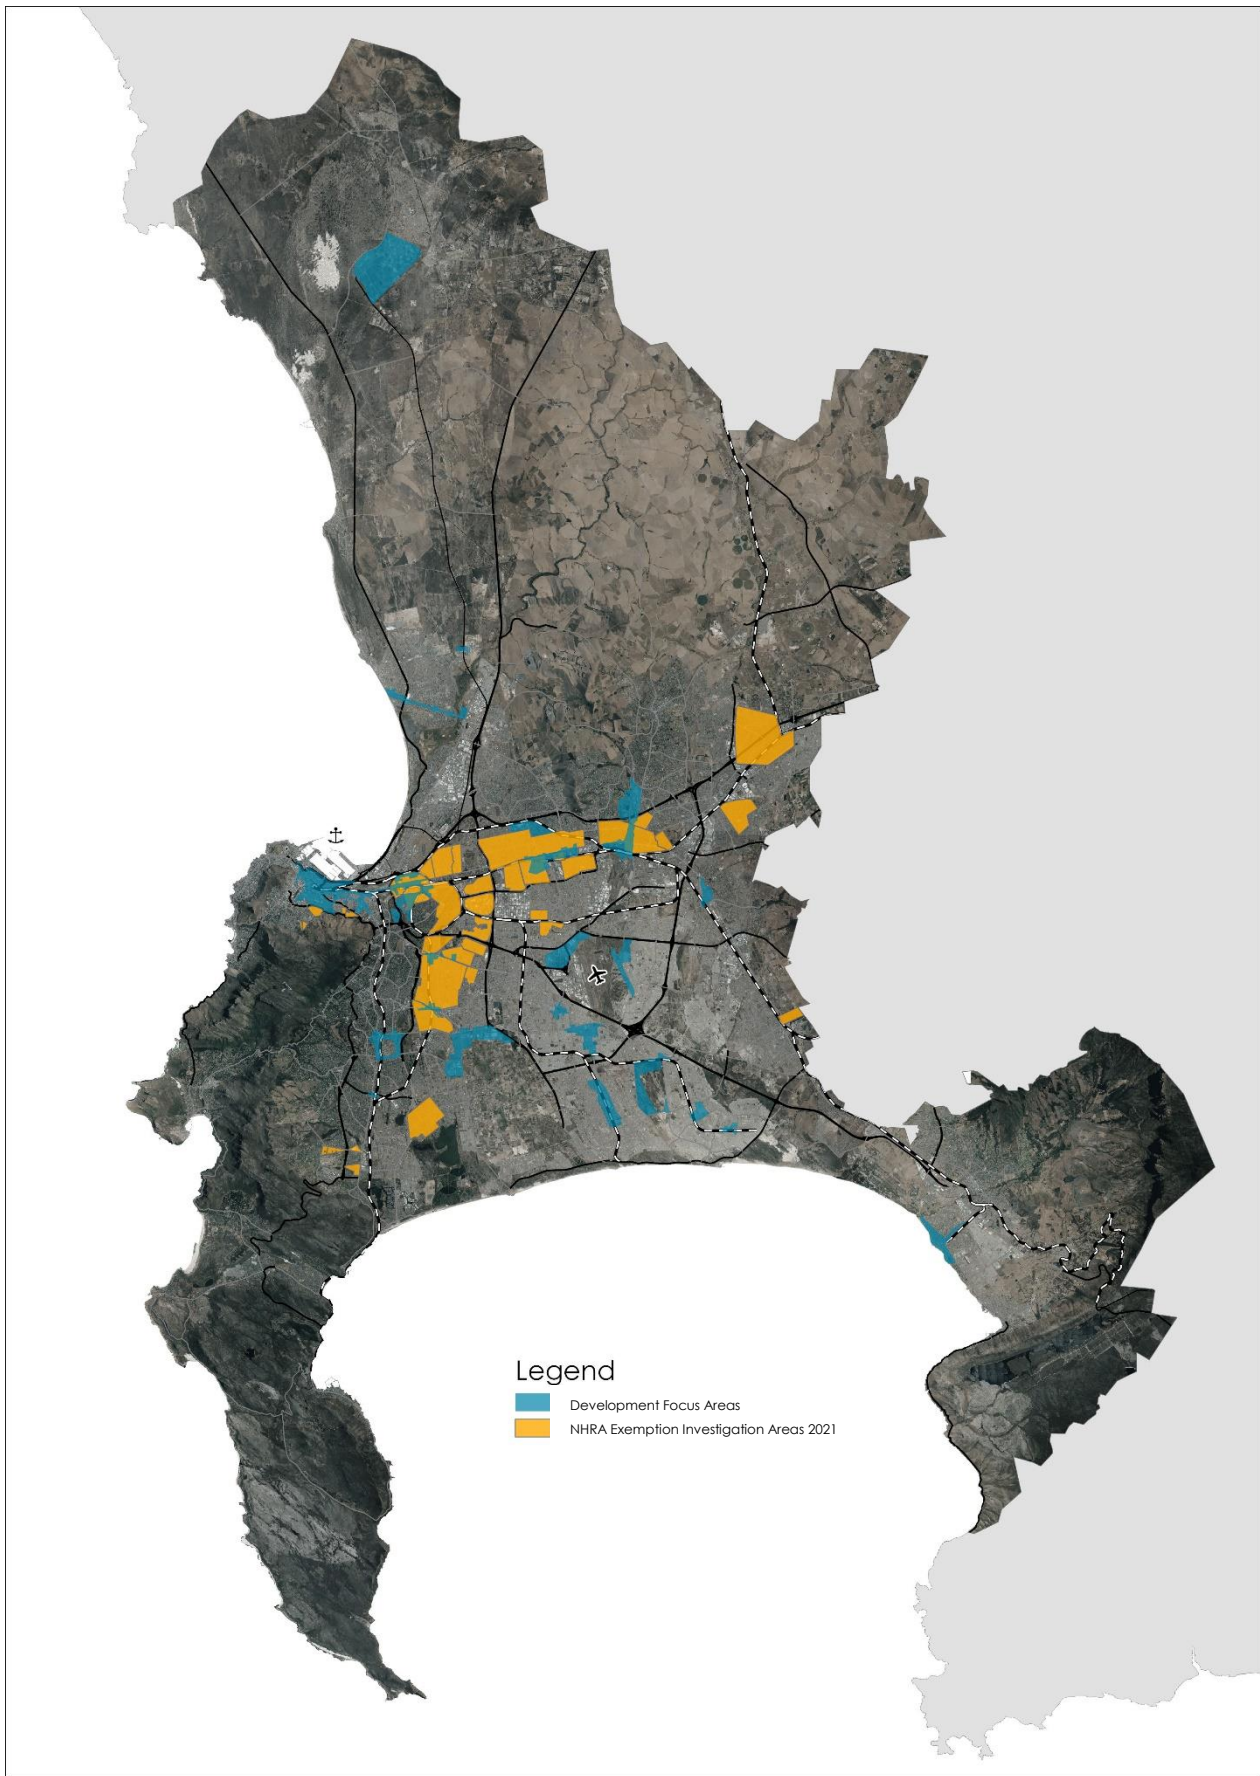 Legend
Development Focus Areas
NHRA Exemption Investigation Areas 2021